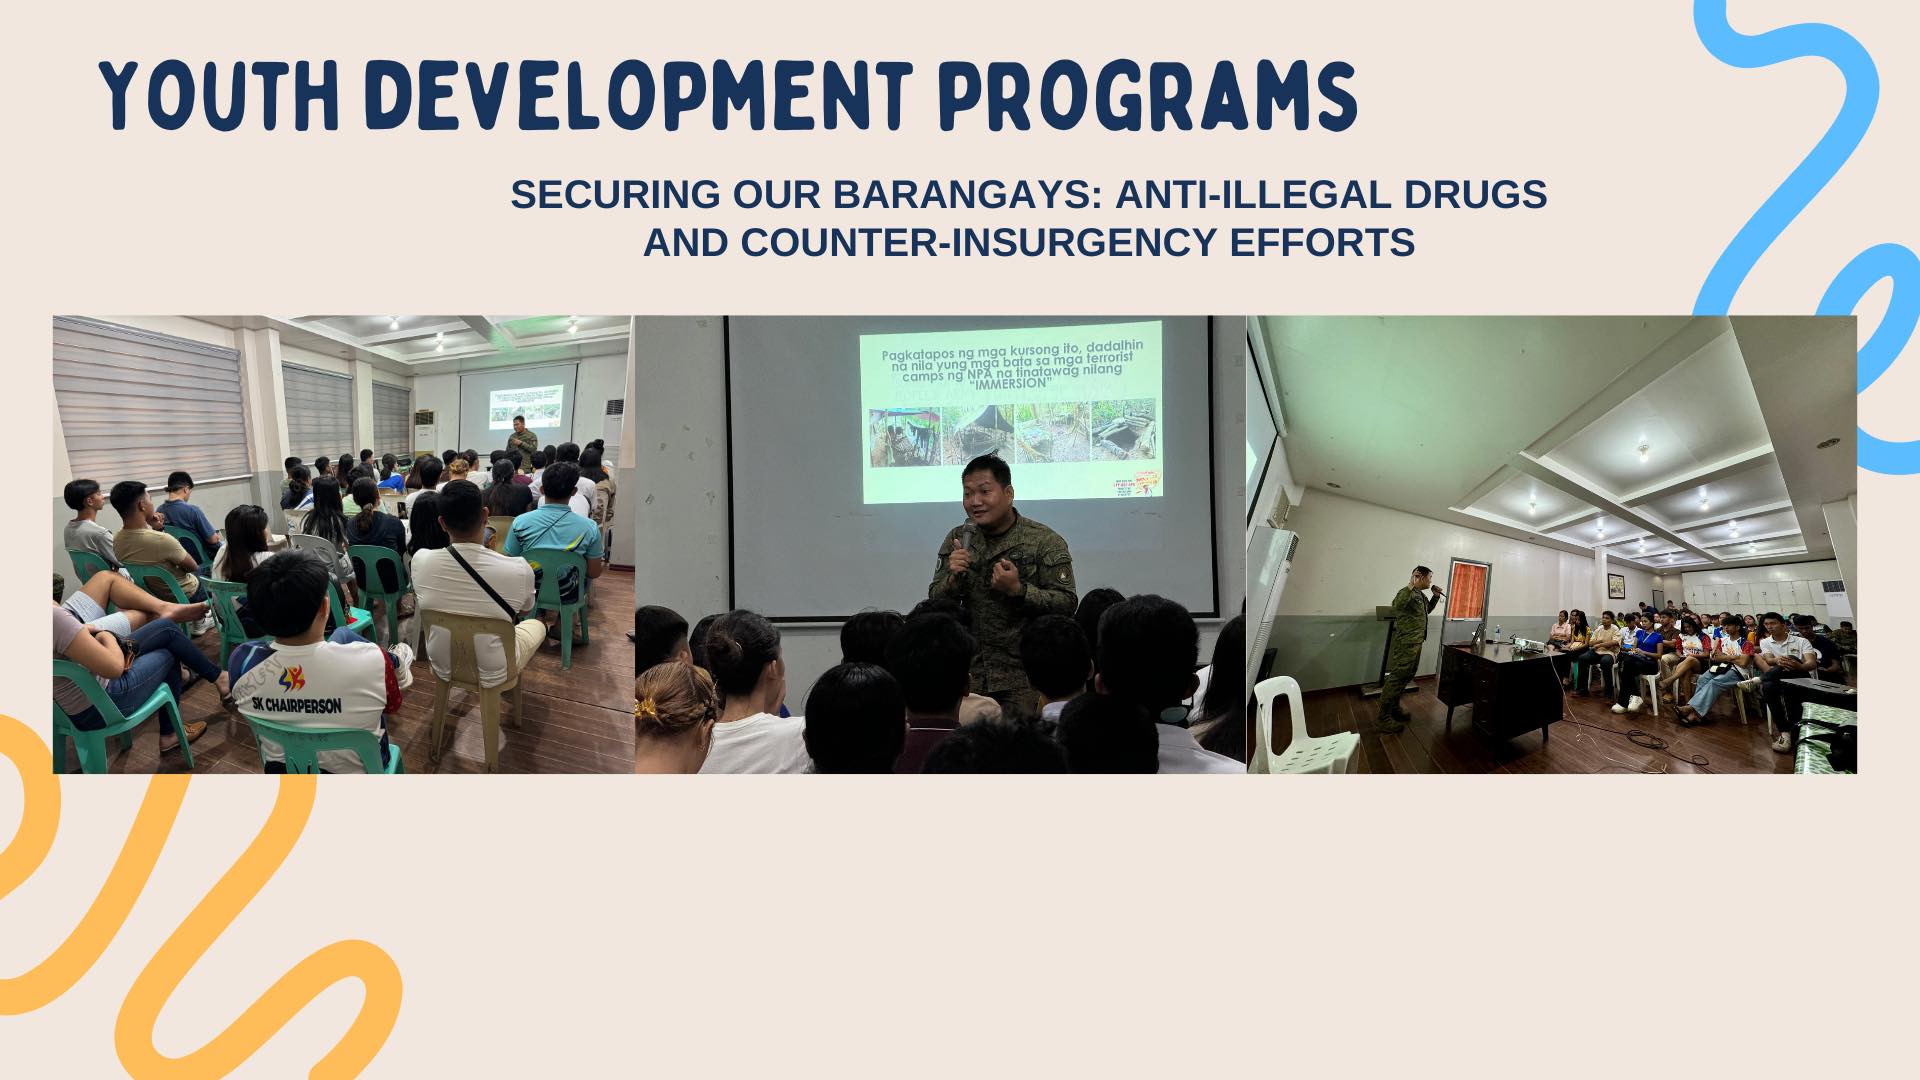 YOUTH DEVELOPMENT PROGRAMS
SECURING OUR BARANGAYS: ANTI-ILLEGAL DRUGS
AND COUNTER-INSURGENCY EFFORTS
Pagkatapos ng mga kursong ito, dadalhin
na nila yung mga bata sa mga terrorist
camps ng NPA na tinatawag nilang
“IMMERSION”
SK CHAIRPERSON